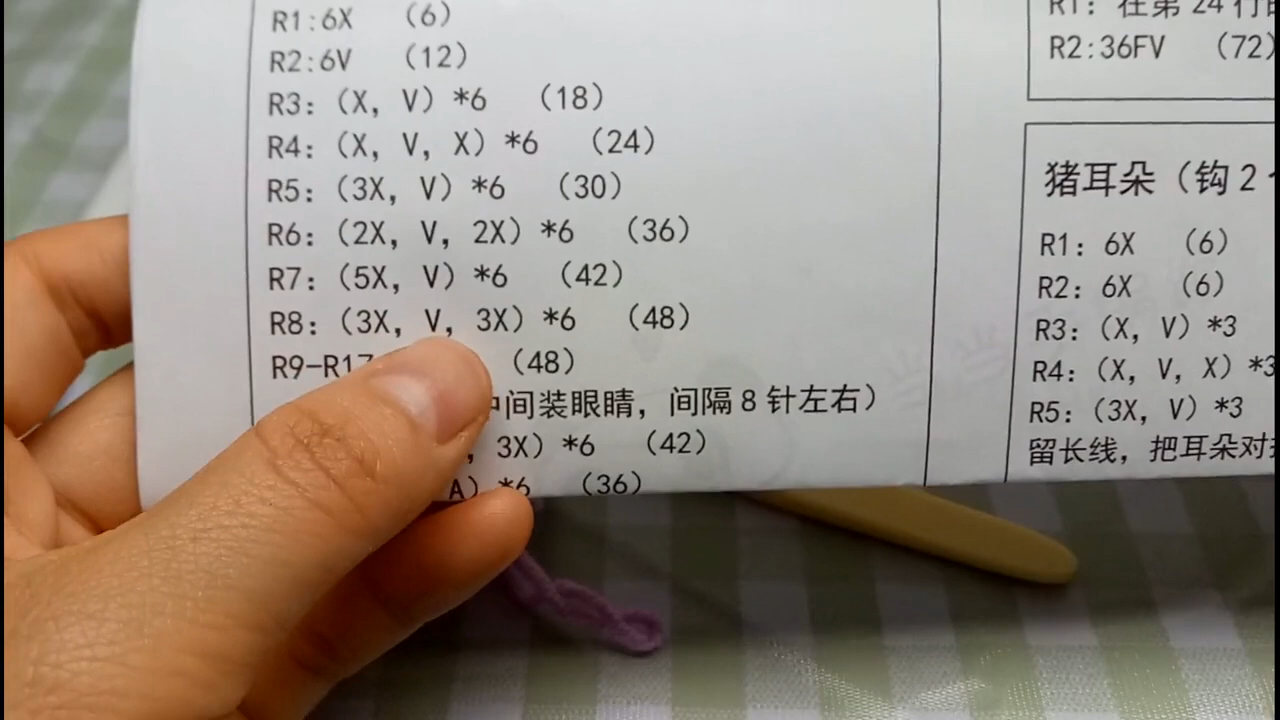 R1:6X (6)
R2:6V (12)
R3: (X, V) *6 (18)
R4: (X, V, X) *6 (24)
R5: (3X, V) *6 (30)
R6: (2X, V, 2X) *6 (36)
R7: (5X, V) *6 (42)
R8: (3X, V, 3X) *6 (48)
R9-R17 (48)
中间装眼睛, 间隔8针左右)
, 3X) *6 (42)
A) *6 (36)
R1: 在第24行
R2:36FV (72)
猪耳朵 (钩2
R1: 6X (6)
R2: 6X (6)
R3: (X, V) *3
R4: (X, V, X) *3
R5: (3X, V) *3
留长线, 把耳朵对